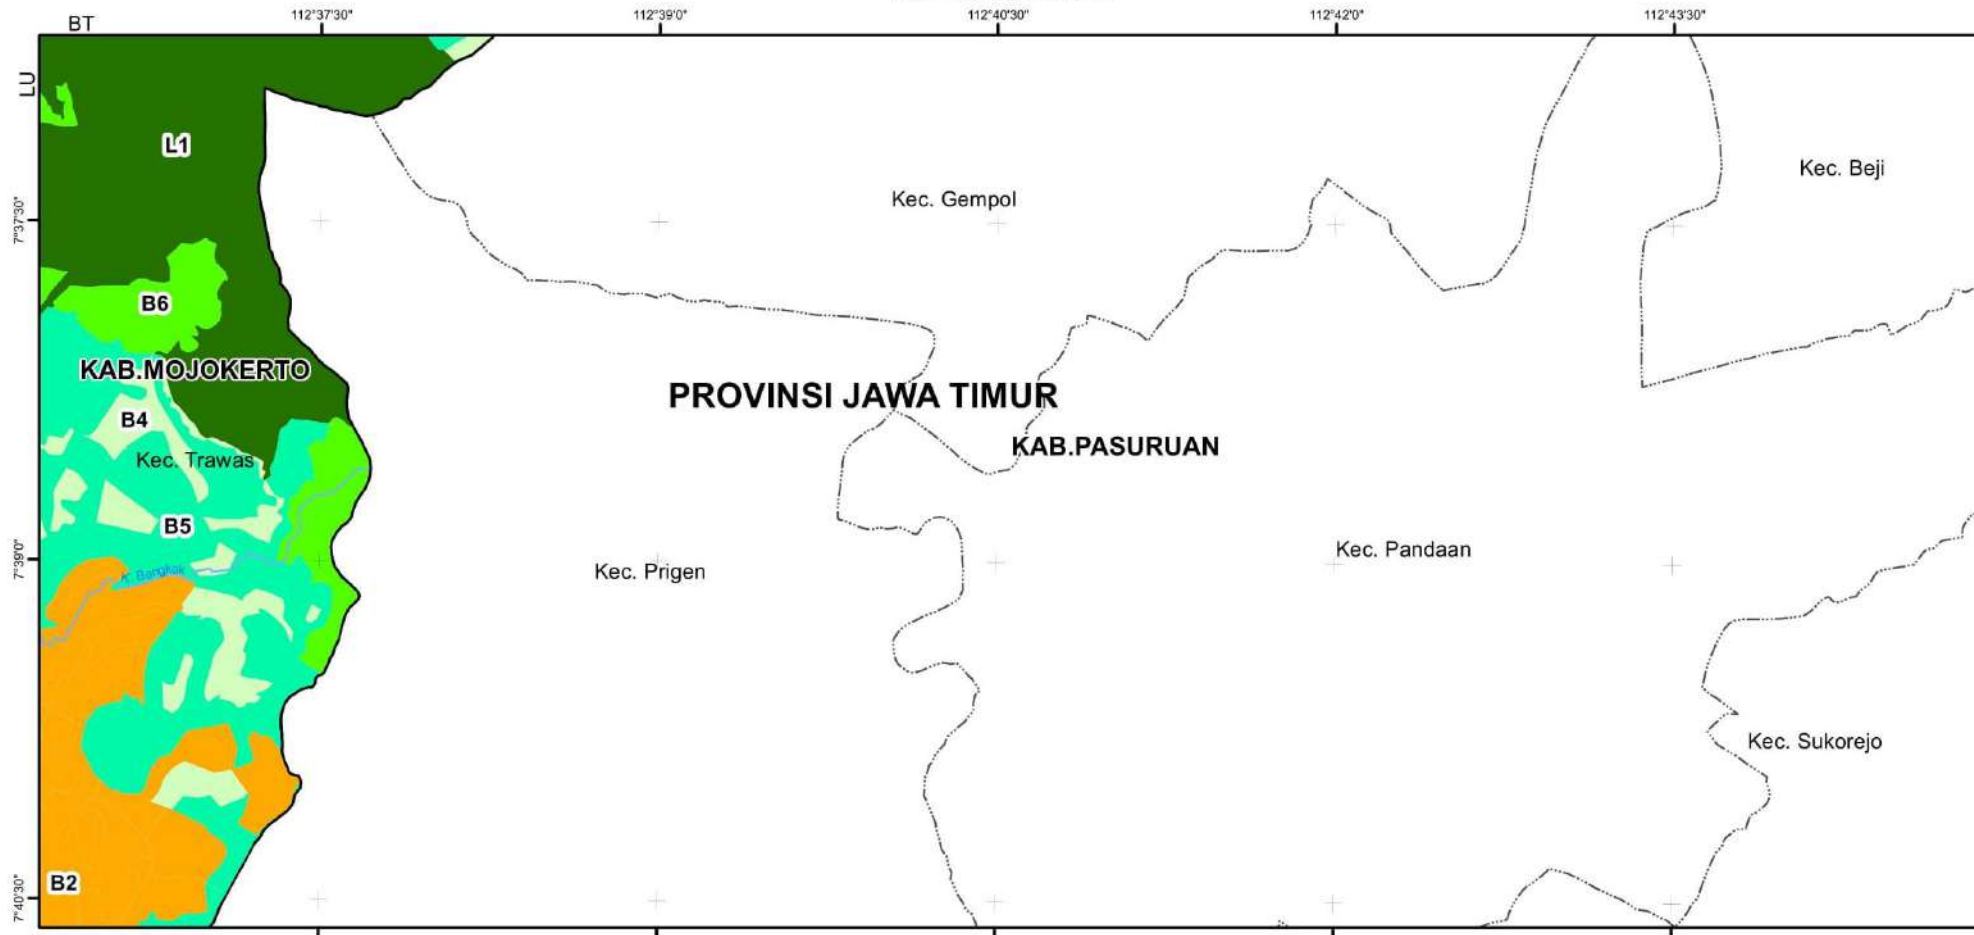 BT
112°37'30"
112°39'0"
112°40'30"
112°42'0"
112°43'30"
LU
L1
Kec. Beji
Kec. Gempol
7°37'30"
B6
KAB.MOJOKERTO
PROVINSI JAWA TIMUR
B4
KAB.PASURUAN
Kec. Trawas
B5
Kec. Pandaan
7°39'0"
K. Bangkok
Kec. Prigen
Kec. Sukorejo
B2
7°40'30"